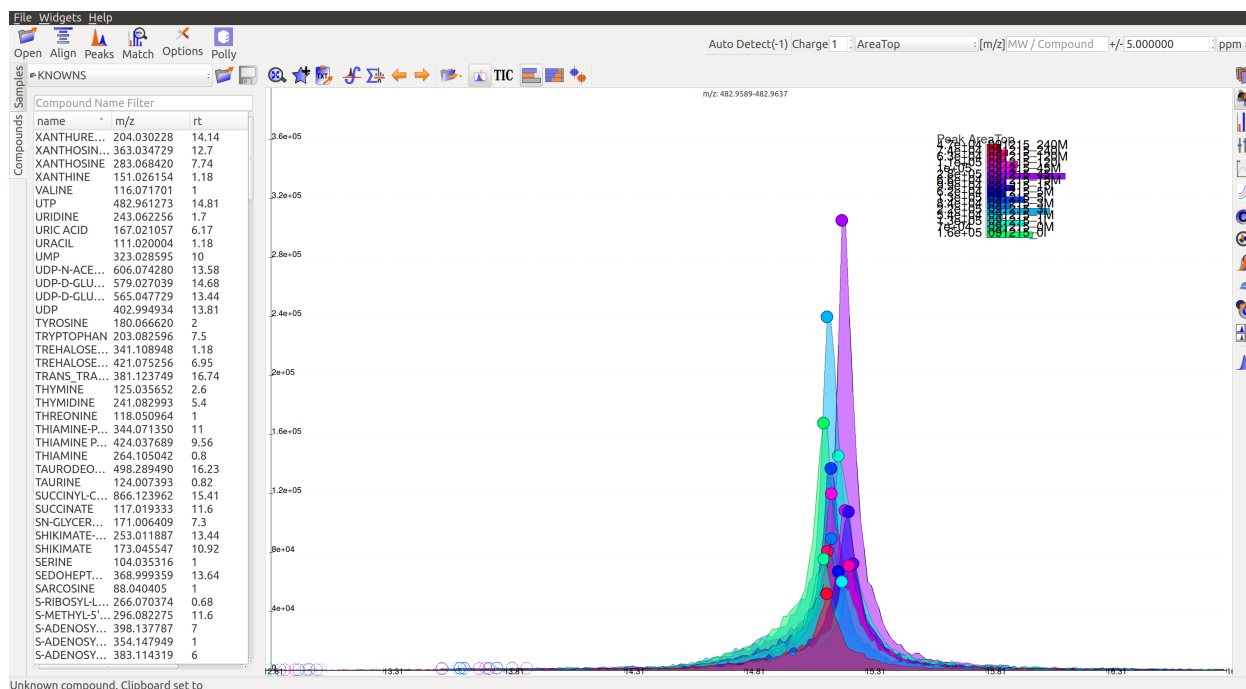 File Widgets Help
Open Align Peaks Match Options Polly
Auto Detect(-1) Charge 1 AreaTop [m/z] MW / Compound +/- 5.000000 ppm
Samples
Compounds
KNOWNS
TXT TIC
Compound Name Filter
name m/z rt
XANTHURE... 204.030228 14.14
XANTHOSIN... 363.034729 12.7
XANTHOSINE 283.068420 7.74
XANTHINE 151.026154 1.18
VALINE 116.071701 1
UTP 482.961273 14.81
URIDINE 243.062256 1.7
URIC ACID 167.021057 6.17
URACIL 111.020004 1.18
UMP 323.028595 10
UDP-N-ACE... 606.074280 13.58
UDP-D-GLU... 579.027039 14.68
UDP-D-GLU... 565.047729 13.44
UDP 402.994934 13.81
TYROSINE 180.066620 2
TRYPTOPHAN 203.082596 7.5
TREHALOSE... 341.108948 1.18
TREHALOSE... 421.075256 6.95
TRANS_TRA... 381.123749 16.74
THYMINE 125.035652 2.6
THYMIDINE 241.082993 5.4
THREONINE 118.050964 1
THIAMINE-P... 344.071350 11
THIAMINE P... 424.037689 9.56
THIAMINE 264.105042 0.8
TAURODEO... 498.289490 16.23
TAURINE 124.007393 0.82
SUCCINYL-C... 866.123962 15.41
SUCCINATE 117.019333 11.6
SN-GLYCER... 171.006409 7.3
SHIKIMATE-... 253.011887 13.44
SHIKIMATE 173.045547 10.92
SERINE 104.035316 1
SEDOHEPT... 368.999359 13.64
SARCOSINE 88.040405 1
S-RIBOSYL-L... 266.070374 0.68
S-METHYL-5'... 296.082275 11.6
S-ADENOSY... 398.137787 7
S-ADENOSY... 354.147949 1
S-ADENOSY... 383.114319 6
Unknown compound. Clipboard set to
m/z: 482.9589-482.9637
3.6e+05
3.2e+05
2.8e+05
2.4e+05
2e+05
1.6e+05
1.2e+05
8e+04
4e+04
13.31 13.81 14.31 14.81 15.31 15.81 16.31
Peak AreaTop
1.6e+05 091215_0I